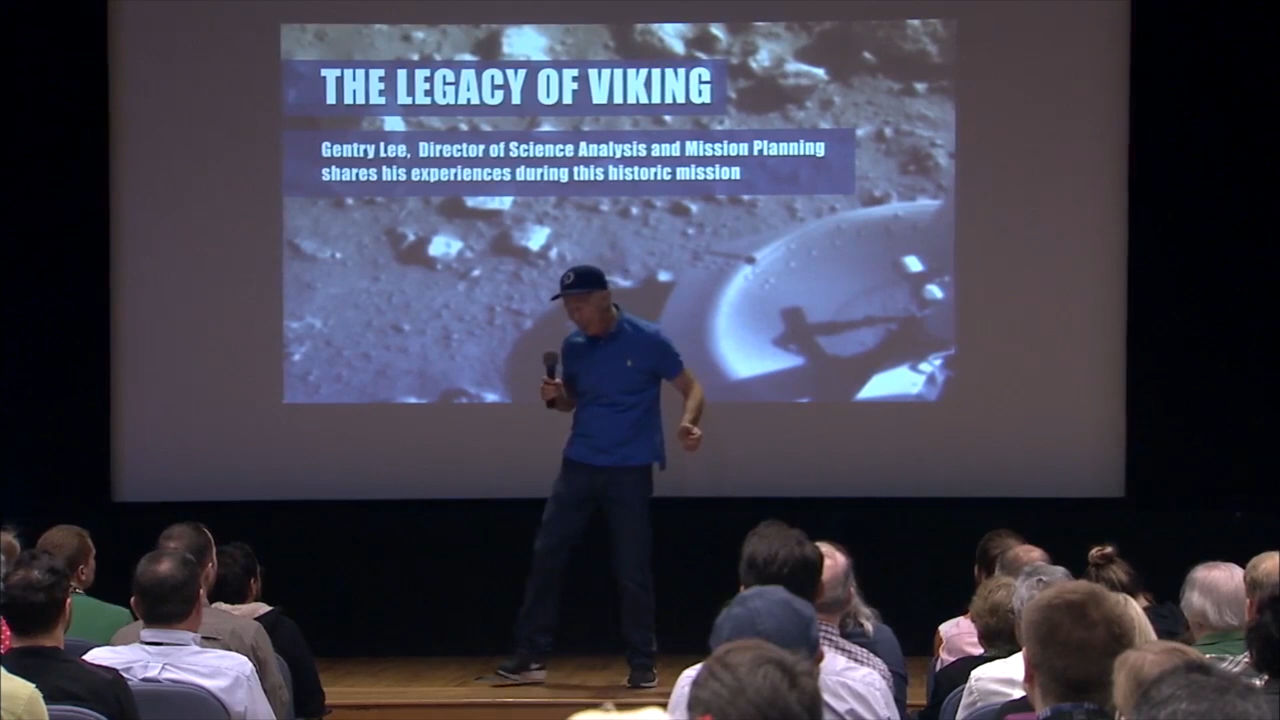 THE LEGACY OF VIKING
Gentry Lee, Director of Science Analysis and Mission Planning
shares his experiences during this historic mission